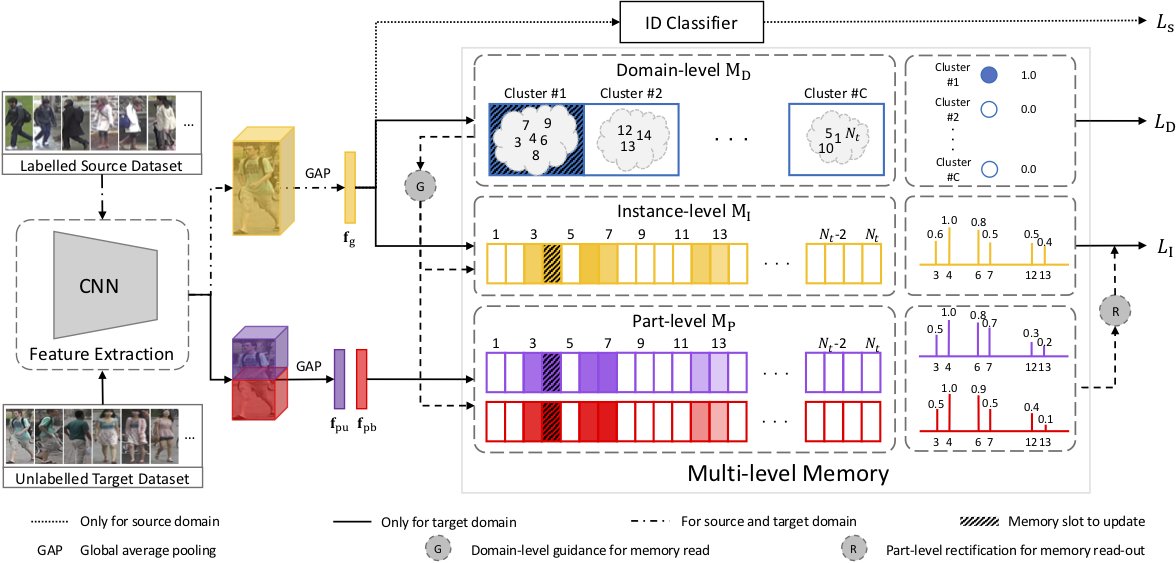 ID Classifier
L_s
Domain-level M_D
Cluster #1
Cluster #2
Cluster #C
7 9
3 4 6
8
12 14
13
. . .
5 1 N_t
10
Cluster
#1
1.0
Cluster
#2
0.0
Cluster
#C
0.0
L_D
...
Labelled Source Dataset
GAP
f_g
G
CNN
Feature Extraction
Instance-level M_I
1 3 5 7 9 11 13 N_t-2 N_t
. . .
0.6 1.0 0.8 0.5 0.5 0.4
3 4 6 7 12 13
L_I
R
GAP
f_pu f_pb
Part-level M_P
1 3 5 7 9 11 13 N_t-2 N_t
. . .
. . .
0.5 1.0 0.8 0.7 0.3 0.2
3 4 6 7 12 13
0.5 1.0 0.9 0.5 0.4 0.1
3 4 6 7 12 13
...
Unlabelled Target Dataset
Multi-level Memory
Only for source domain
Only for target domain
For source and target domain
Memory slot to update
GAP Global average pooling
G Domain-level guidance for memory read
R Part-level rectification for memory read-out